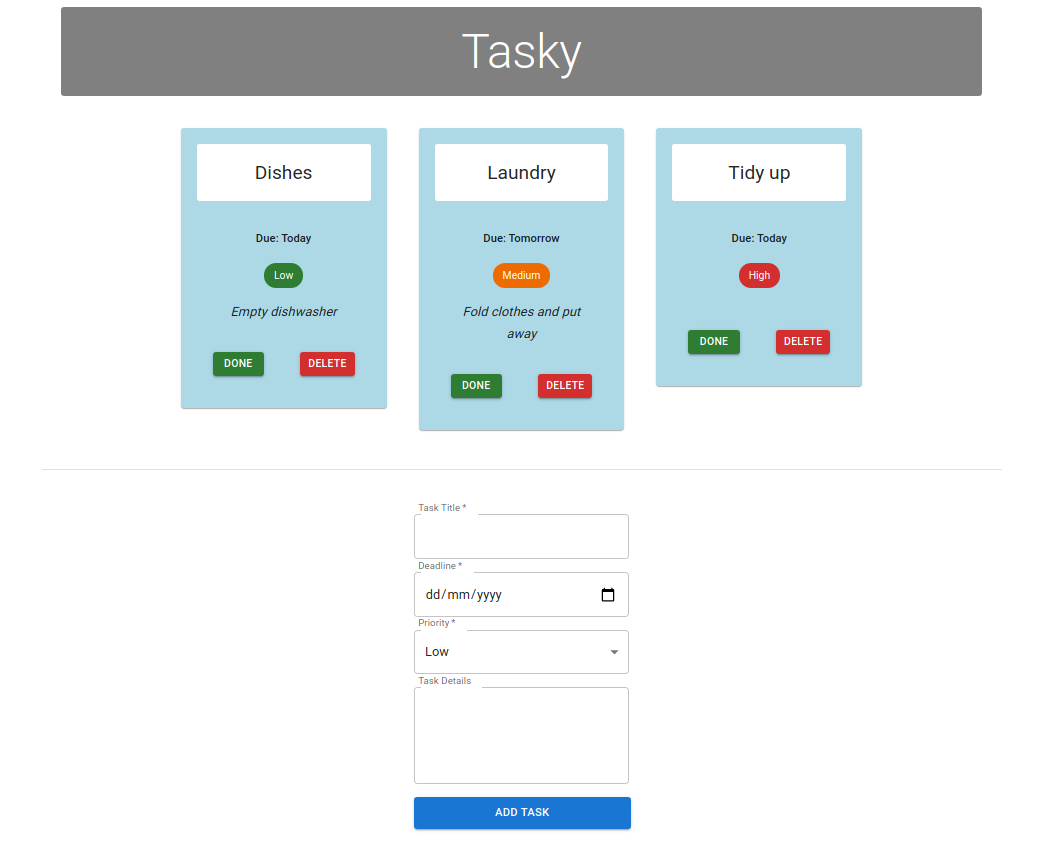 Tasky
Dishes
Due: Today
Low
Empty dishwasher
DONE DELETE
Laundry
Due: Tomorrow
Medium
Fold clothes and put
away
DONE DELETE
Tidy up
Due: Today
High
DONE DELETE
Task Title *
Deadline *
dd/mm/yyyy
Priority *
Low
Task Details
ADD TASK